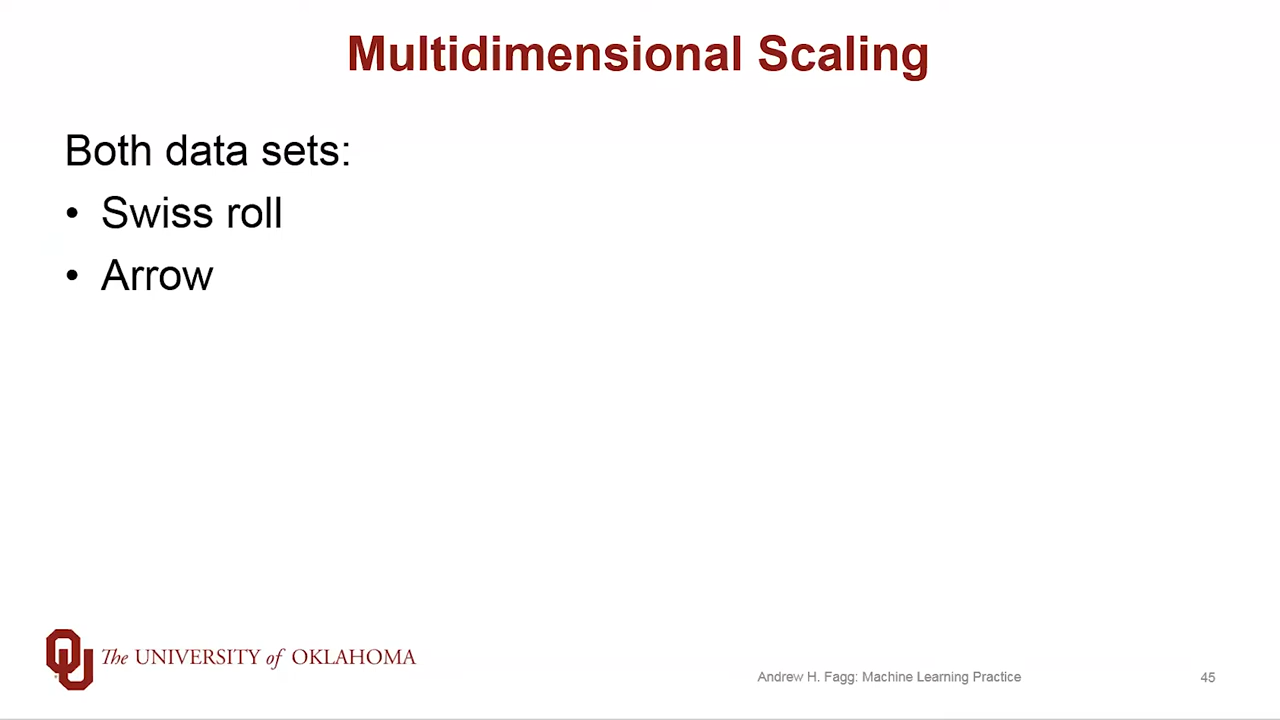 Multidimensional Scaling
Both data sets:
• Swiss roll
• Arrow
The UNIVERSITY of OKLAHOMA
Andrew H. Fagg: Machine Learning Practice
45